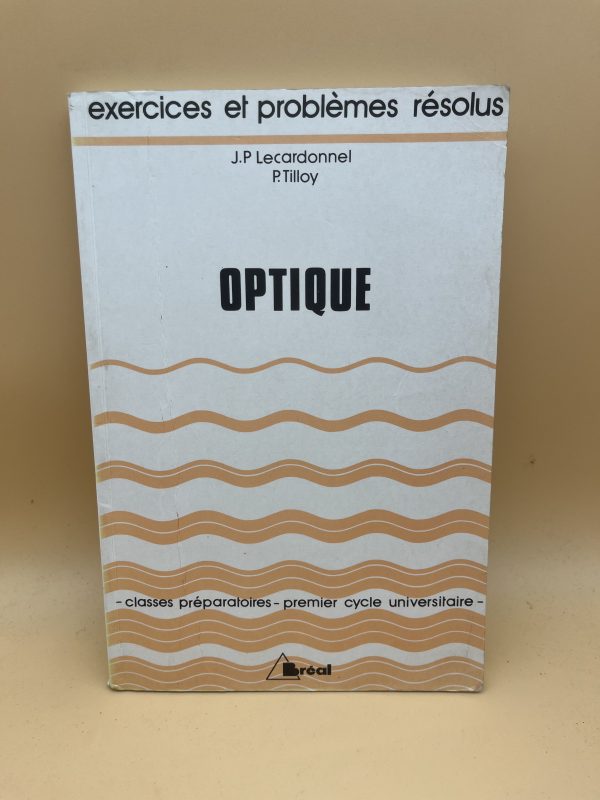 exercices et problèmes résolus
J.P Lecardonnel
P.Tilloy
OPTIQUE
- classes préparatoires - premier cycle universitaire -
Bréal